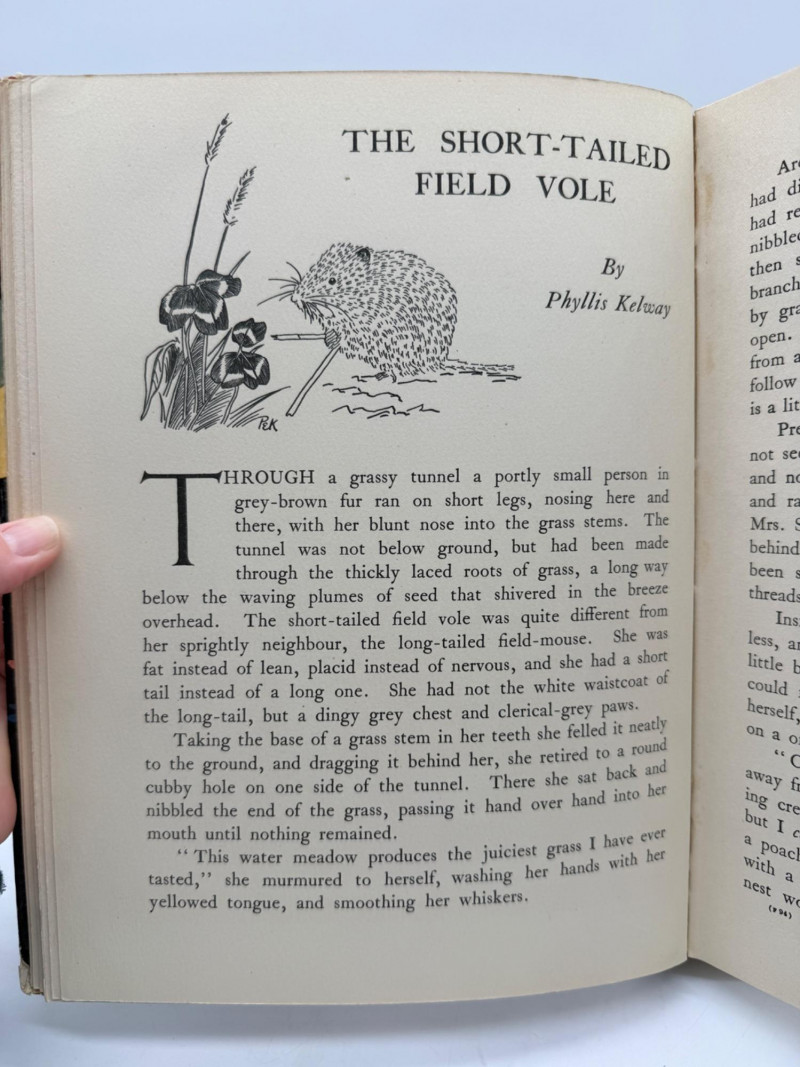 THE SHORT-TAILED
FIELD VOLE
By
Phyllis Kelway
PEK
THROUGH a grassy tunnel a portly small person in
grey-brown fur ran on short legs, nosing here and
there, with her blunt nose into the grass stems. The
tunnel was not below ground, but had been made
through the thickly laced roots of grass, a long way
below the waving plumes of seed that shivered in the breeze
overhead. The short-tailed field vole was quite different from
her sprightly neighbour, the long-tailed field-mouse. She was
fat instead of lean, placid instead of nervous, and she had a short
tail instead of a long one. She had not the white waistcoat of
the long-tail, but a dingy grey chest and clerical-grey paws.
Taking the base of a grass stem in her teeth she felled it neatly
to the ground, and dragging it behind her, she retired to a round
cubby hole on one side of the tunnel. There she sat back and
nibbled the end of the grass, passing it hand over hand into her
mouth until nothing remained.
“ This water meadow produces the juiciest grass I have ever
tasted,” she murmured to herself, washing her hands with her
yellowed tongue, and smoothing her whiskers.
had
had
nibbled
then
branch
by
open.
from
follow
is a
not
and
and
Mrs.
behind
been
threads
less,
little
could
herself,
on a
“
away
ing
but I
a
with a
nest
(P 94)